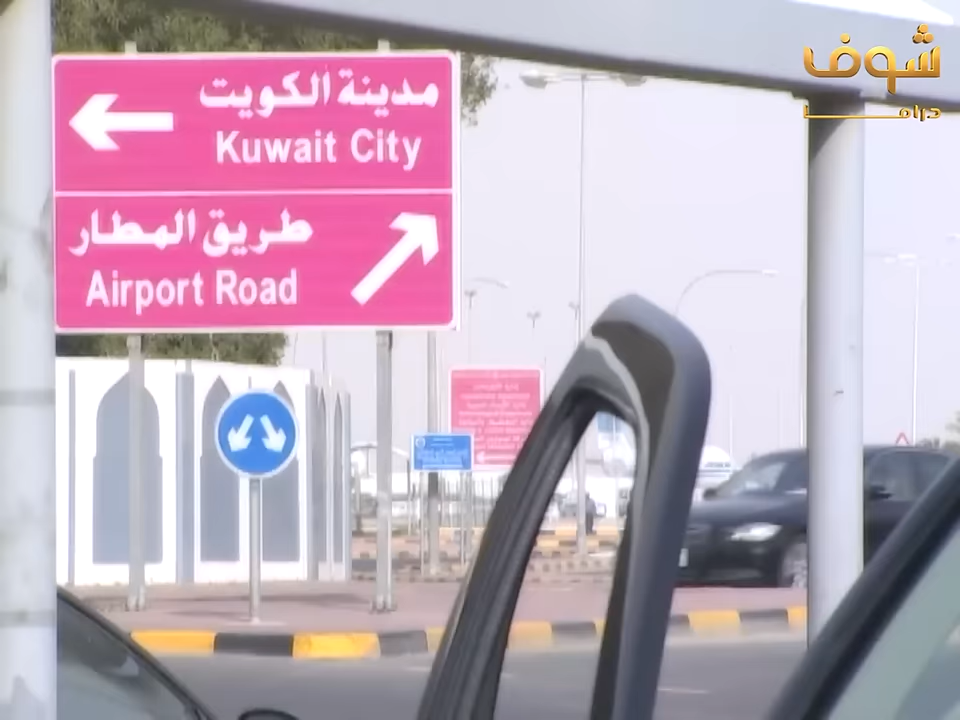 شوف
دراما
مدينة الكويت
Kuwait City
طريق المطار
Airport Road